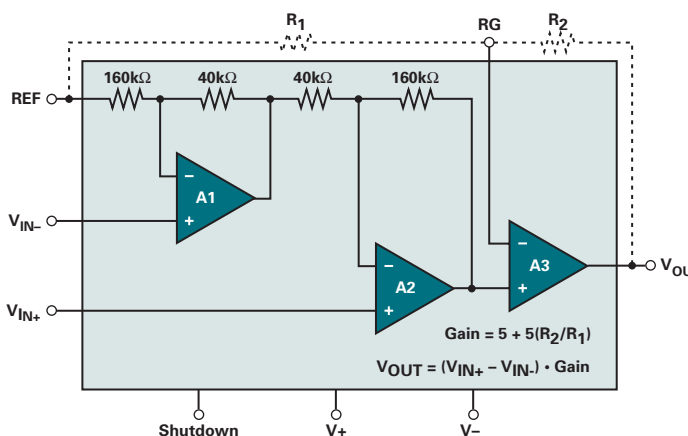 R1 RG R2
160kΩ 40kΩ 40kΩ 160kΩ
REF
−
A1
+
VIN–
−
A3
+
VOU
−
A2
+
VIN+
Gain = 5 + 5(R2/R1)
VOUT = (VIN+ – VIN-) • Gain
Shutdown V+ V–